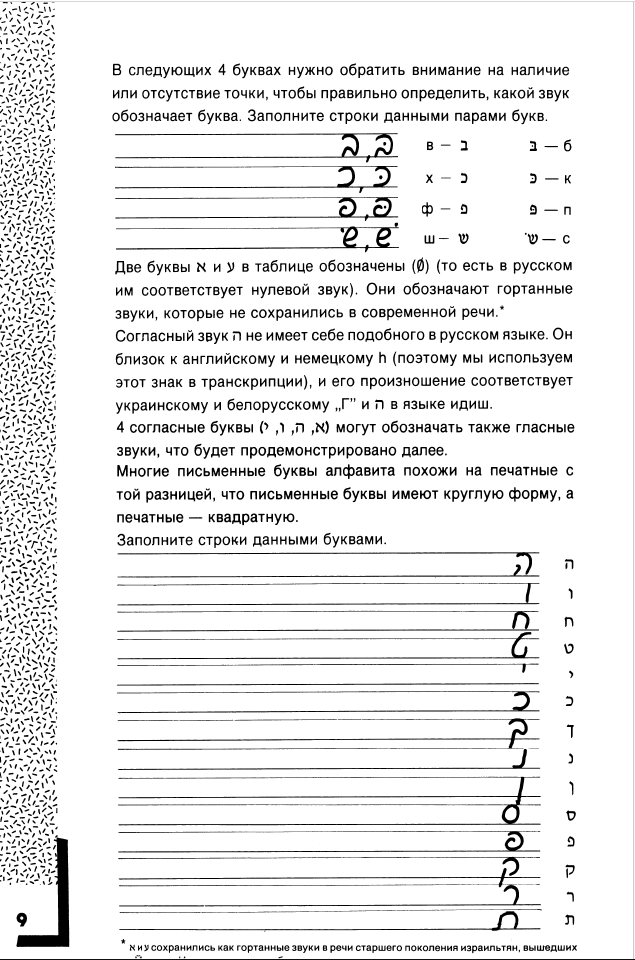 В следующих 4 буквах нужно обратить внимание на наличие
или отсутствие точки, чтобы правильно определить, какой звук
обозначает буква. Заполните строки данными парами букв.
ב, בּ в – ב בּ — б
כ, כּ х – כ כּ — к
פ, פּ ф – פ פּ — п
שׁ, שׂ ш – שׁ שׂ — с
Две буквы א и ע в таблице обозначены (Ø) (то есть в русском
им соответствует нулевой звук). Они обозначают гортанные
звуки, которые не сохранились в современной речи.*
Согласный звук ה не имеет себе подобного в русском языке. Он
близок к английскому и немецкому h (поэтому мы используем
этот знак в транскрипции), и его произношение соответствует
украинскому и белорусскому „Г" и ה в языке идиш.
4 согласные буквы (א, ה, ו, י) могут обозначать также гласные
звуки, что будет продемонстрировано далее.
Многие письменные буквы алфавита похожи на печатные с
той разницей, что письменные буквы имеют круглую форму, а
печатные — квадратную.
Заполните строки данными буквами.
ה ה
ו ו
ח ח
ט ט
י י
כ כ
ך ך
נ נ
ן ן
ס ס
פ פ
ק ק
ר ר
ת ת
9
* א и ע сохранились как гортанные звуки в речи старшего поколения израильтян, вышедших